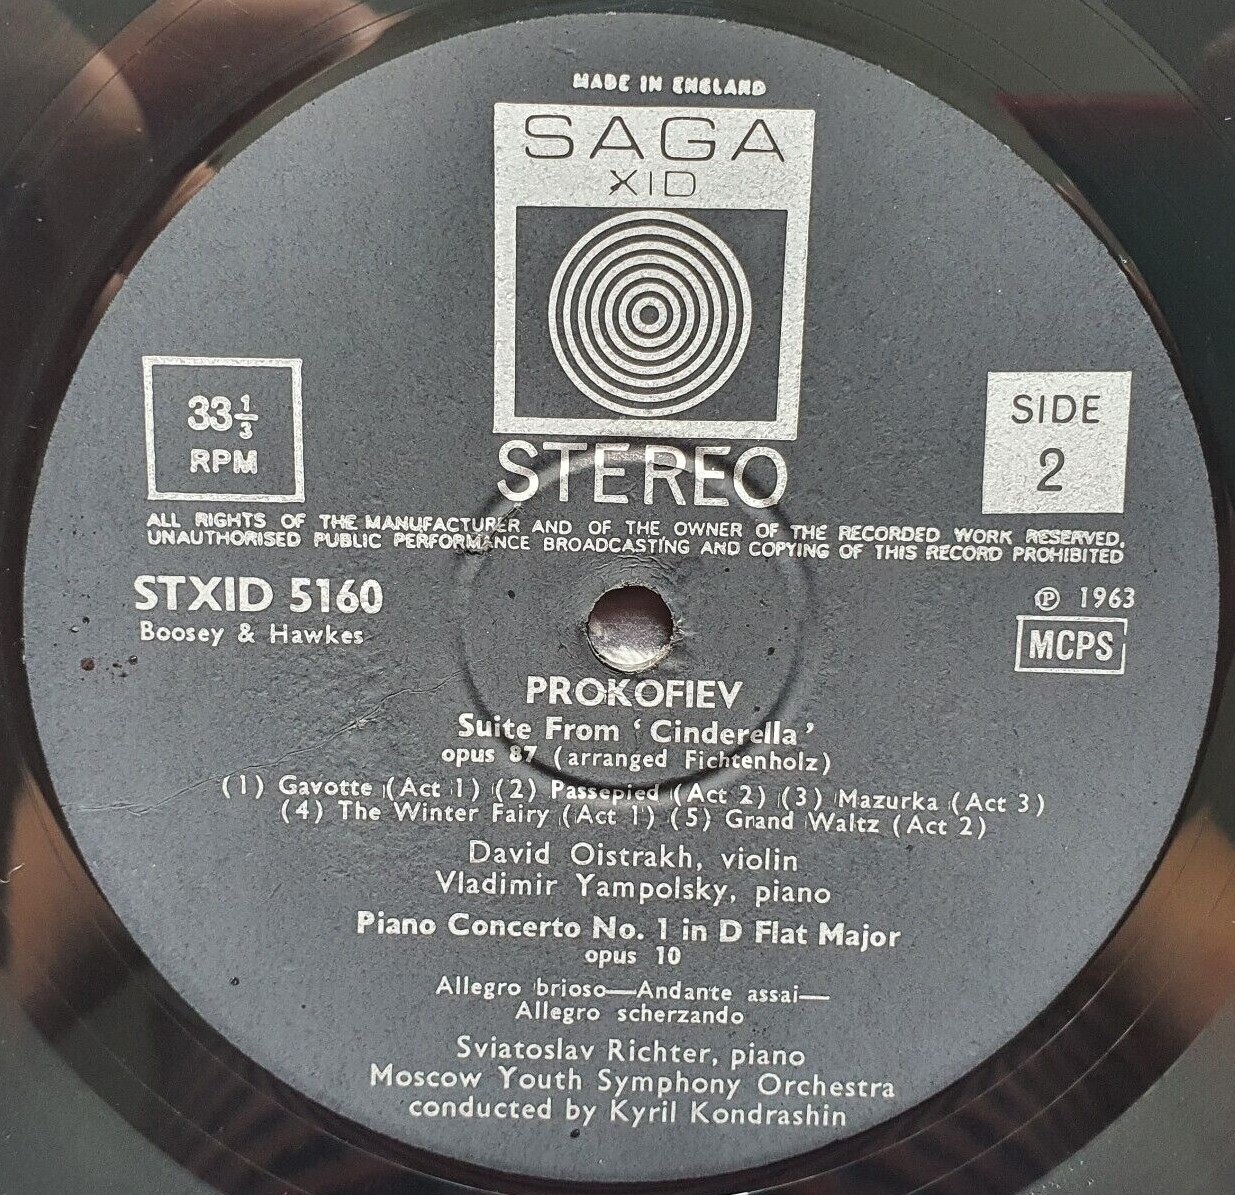 MADE IN ENGLAND
SAGA
XID
33⅓
RPM
STEREO
SIDE
2
ALL RIGHTS OF THE MANUFACTURER AND OF THE OWNER OF THE RECORDED WORK RESERVED.
UNAUTHORISED PUBLIC PERFORMANCE BROADCASTING AND COPYING OF THIS RECORD PROHIBITED
STXID 5160
Boosey & Hawkes
℗ 1963
MCPS
PROKOFIEV
Suite From ‘Cinderella’
opus 87 (arranged Fichtenholz)
(1) Gavotte (Act 1) (2) Passepied (Act 2) (3) Mazurka (Act 3)
(4) The Winter Fairy (Act 1) (5) Grand Waltz (Act 2)
David Oistrakh, violin
Vladimir Yampolsky, piano
Piano Concerto No. 1 in D Flat Major
opus 10
Allegro brioso—Andante assai—
Allegro scherzando
Sviatoslav Richter, piano
Moscow Youth Symphony Orchestra
conducted by Kyril Kondrashin